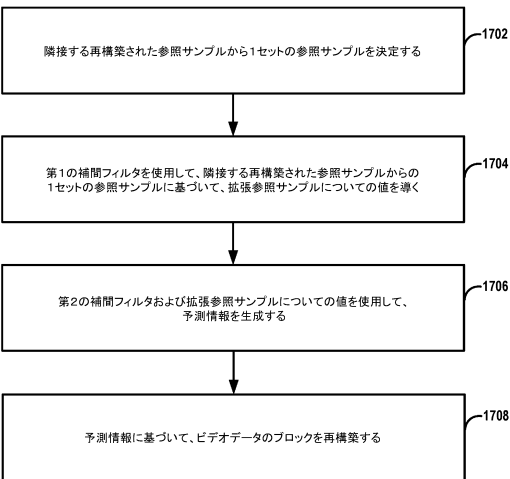 隣接する再構築された参照サンプルから1セットの参照サンプルを決定する
1702
第1の補間フィルタを使用して、隣接する再構築された参照サンプルからの
1セットの参照サンプルに基づいて、拡張参照サンプルについての値を導く
1704
第2の補間フィルタおよび拡張参照サンプルについての値を使用して、
予測情報を生成する
1706
予測情報に基づいて、ビデオデータのブロックを再構築する
1708